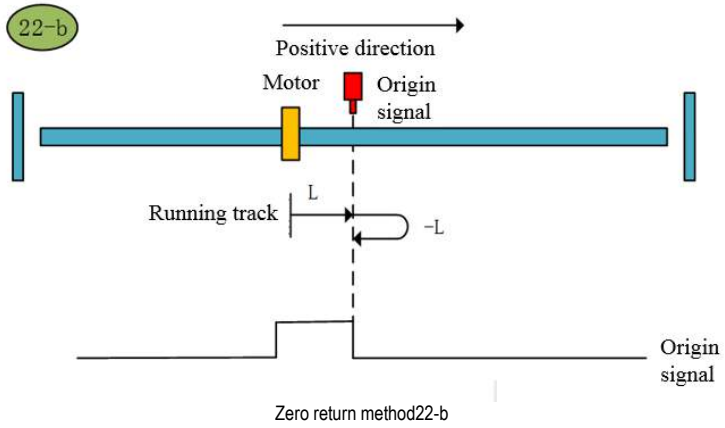 22-b
Positive direction
Motor
Origin
signal
L
Running track
-L
Origin
signal
Zero return method22-b